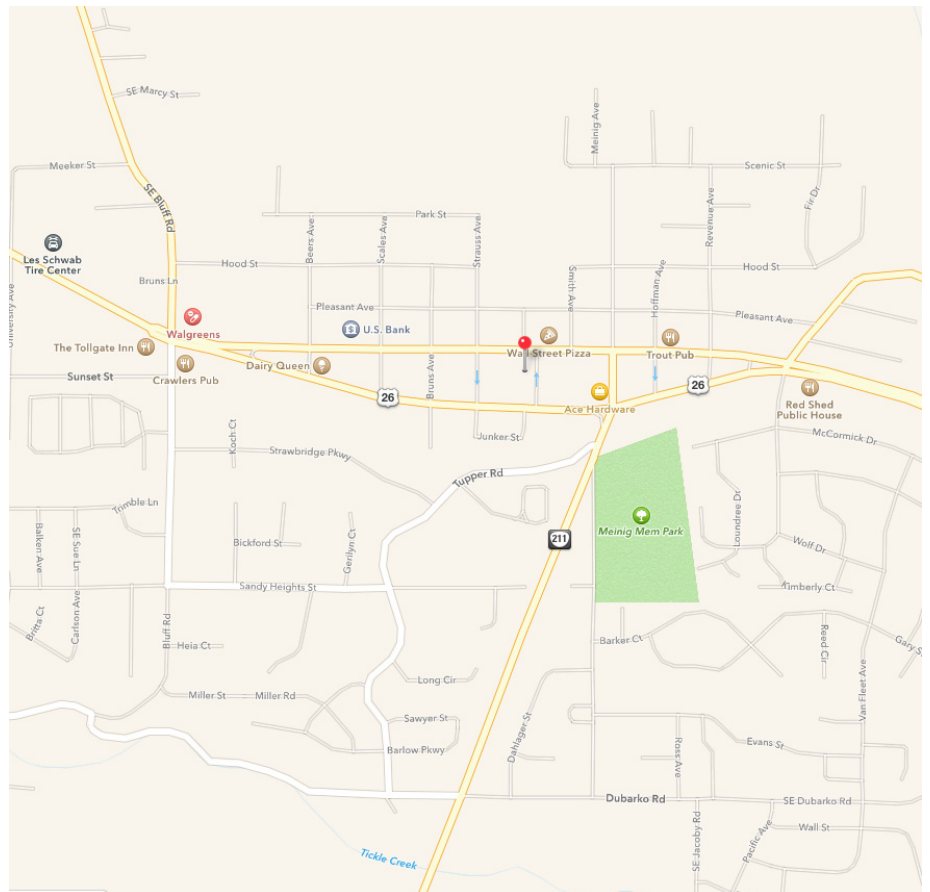 SE Marcy St
Meinig Ave
Meeker St
Scenic St
SE Bluff Rd
Fir Dr
Revenue Ave
Park St
Beers Ave
Scales Ave
Strauss Ave
Les Schwab
Tire Center
Hood St
Hood St
Smith Ave
Hoffman Ave
Bruns Ln
University Ave
Pleasant Ave
Pleasant Ave
Walgreens
U.S. Bank
The Tollgate Inn
Wall Street Pizza
Trout Pub
Crawlers Pub
Dairy Queen
Sunset St
Bruns Ave
26
26
Ace Hardware
Red Shed
Public House
Koch Ct
Junker St
McCormick Dr
Strawbridge Pkwy
Tupper Rd
Trimble Ln
Loundree Dr
Meinig Mem Park
Balken Ave
SE Sue Ln
Bickford St
Gerilyn Ct
211
Wolf Dr
Sandy Heights St
Kimberly Ct
Carlson Ave
Britta Ct
Bluff Rd
Heia Ct
Barker Ct
Reed Cir
Gary St
Long Cir
Miller St
Miller Rd
Van Fleet Ave
Sawyer St
Dahlager St
Barlow Pkwy
Ross Ave
Evans St
Dubarko Rd
SE Dubarko Rd
SE Jacoby Rd
Pacific Ave
Wall St
Tickle Creek